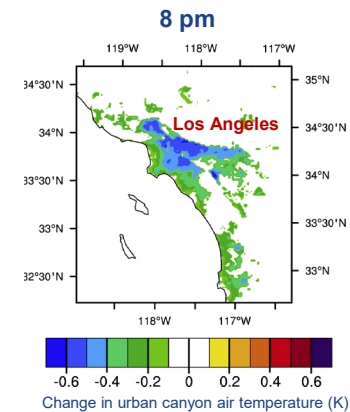 8 pm
119°W 118°W 117°W
34°30'N 35°N
Los Angeles
34°N 34°30'N
33°30'N 34°N
33°N 33°30'N
32°30'N 33°N
118°W 117°W
-0.6 -0.4 -0.2 0 0.2 0.4 0.6
Change in urban canyon air temperature (K)